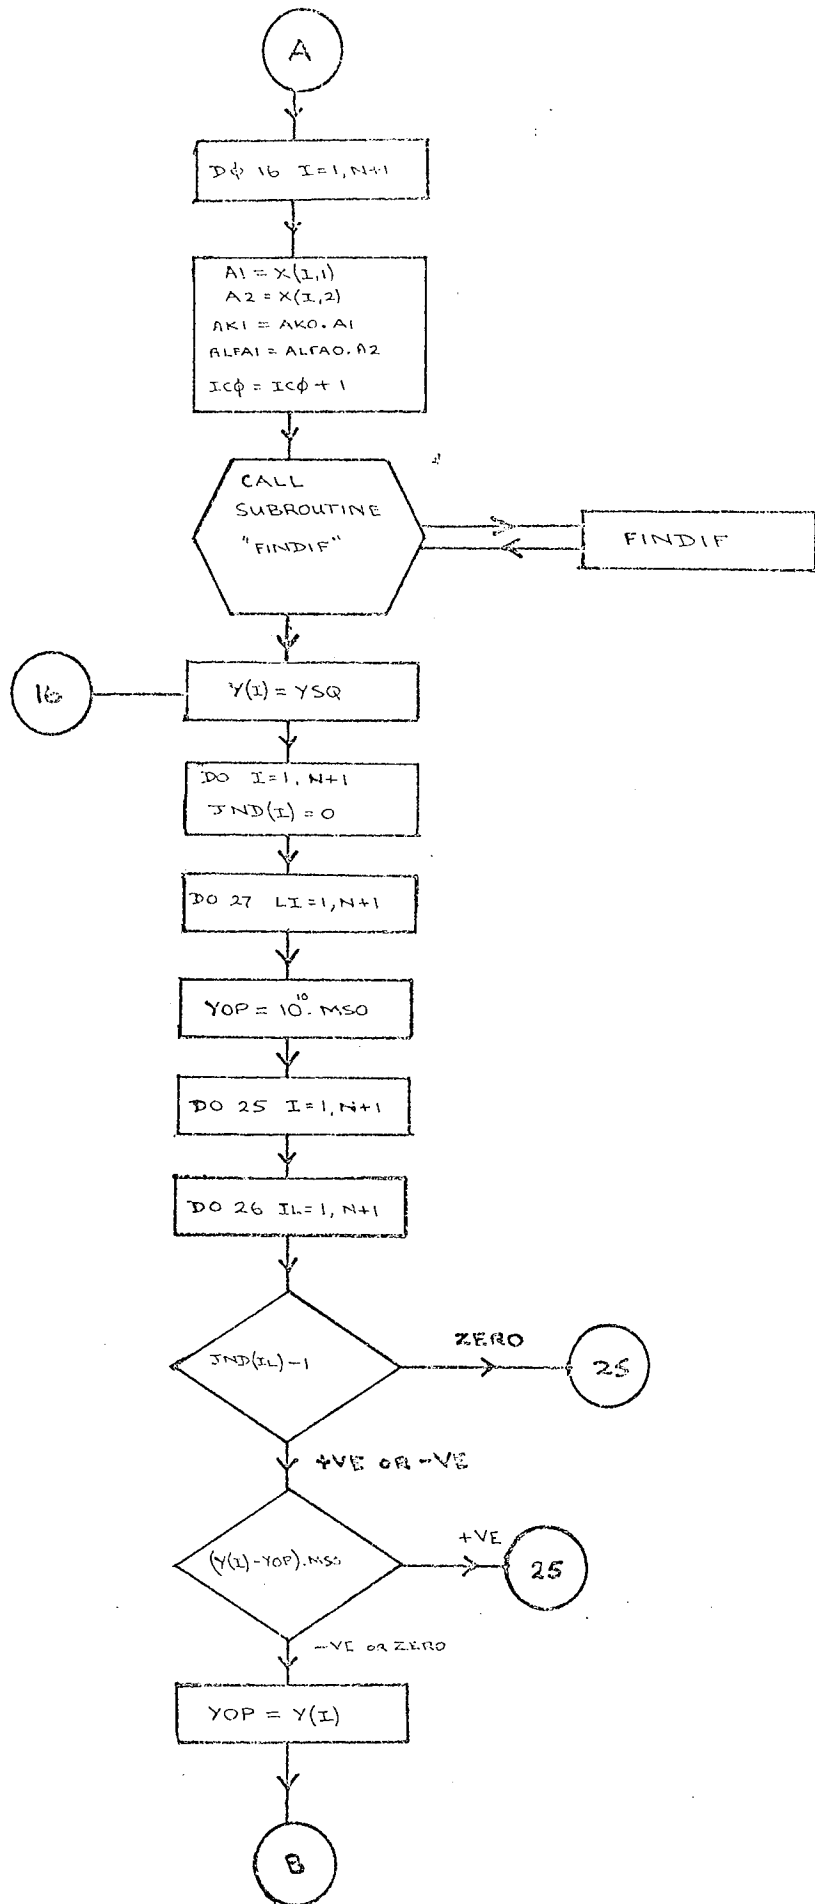 A
Dϕ 16 I=1, N+1
A1 = X(I,1)
A2 = X(I,2)
AK1 = AKO.A1
ALFA1 = ALFAO.A2
ICϕ = ICϕ + 1
CALL
SUBROUTINE
"FINDIF"
FINDIF
16
Y(I) = YSQ
DO I=1, N+1
JND(I) = 0
DO 27 LI=1, N+1
YOP = 10¹⁰. MSO
DO 25 I=1, N+1
DO 26 IL=1, N+1
JND(IL)-1
ZERO
25
+VE OR -VE
(Y(I)-YOP).MSO
+VE
25
-VE OR ZERO
YOP = Y(I)
B